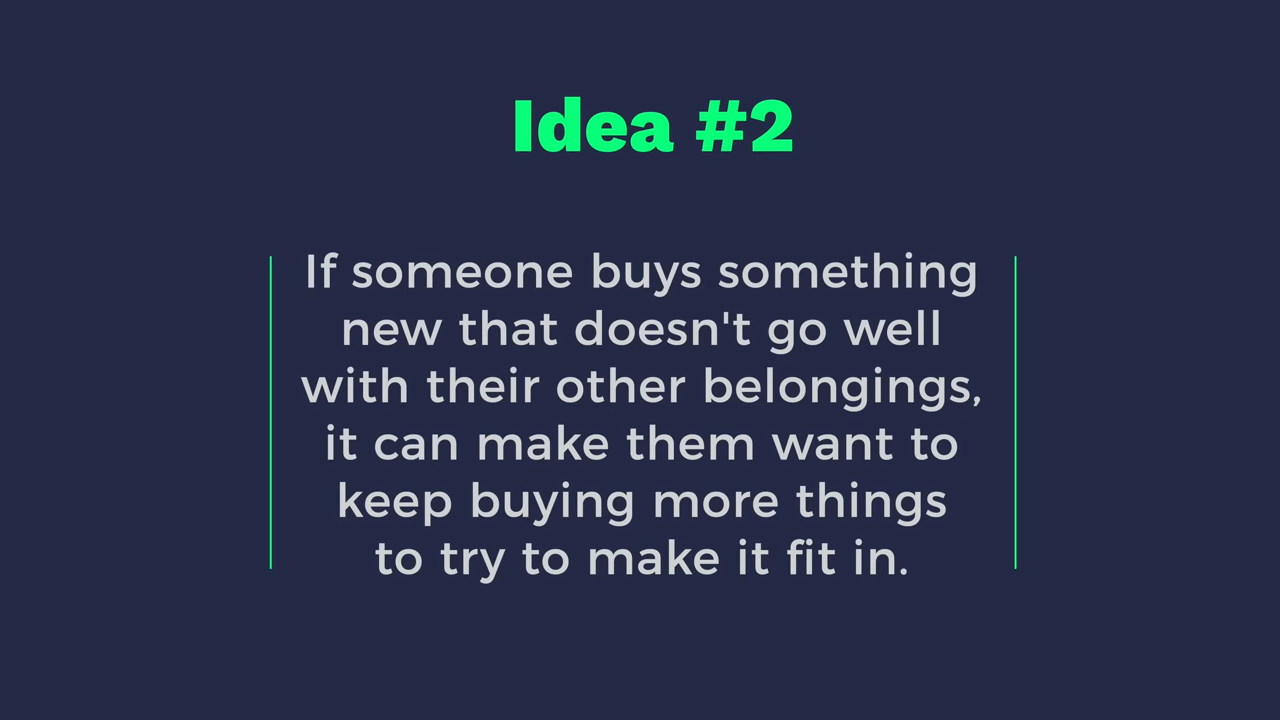 Idea #2
If someone buys something
new that doesn't go well
with their other belongings,
it can make them want to
keep buying more things
to try to make it fit in.